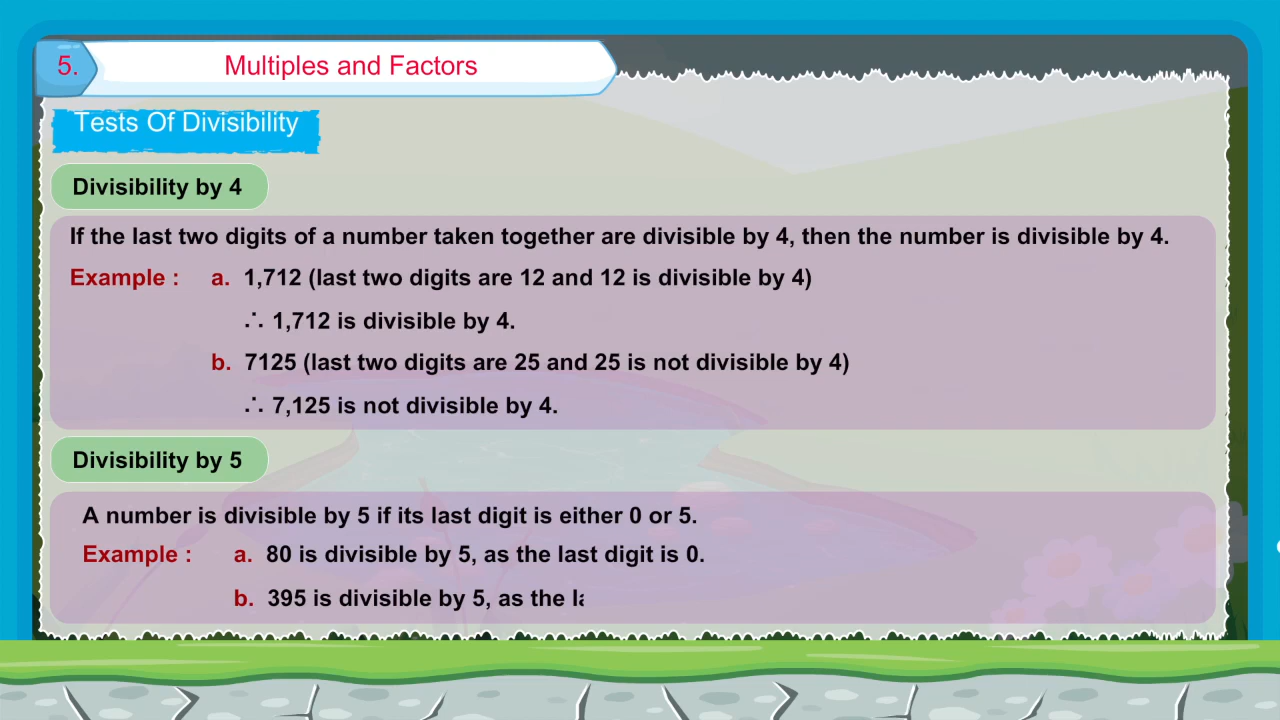 5.
Multiples and Factors
Tests Of Divisibility
Divisibility by 4
If the last two digits of a number taken together are divisible by 4, then the number is divisible by 4.
Example : a. 1,712 (last two digits are 12 and 12 is divisible by 4)
∴ 1,712 is divisible by 4.
b. 7125 (last two digits are 25 and 25 is not divisible by 4)
∴ 7,125 is not divisible by 4.
Divisibility by 5
A number is divisible by 5 if its last digit is either 0 or 5.
Example : a. 80 is divisible by 5, as the last digit is 0.
b. 395 is divisible by 5, as the